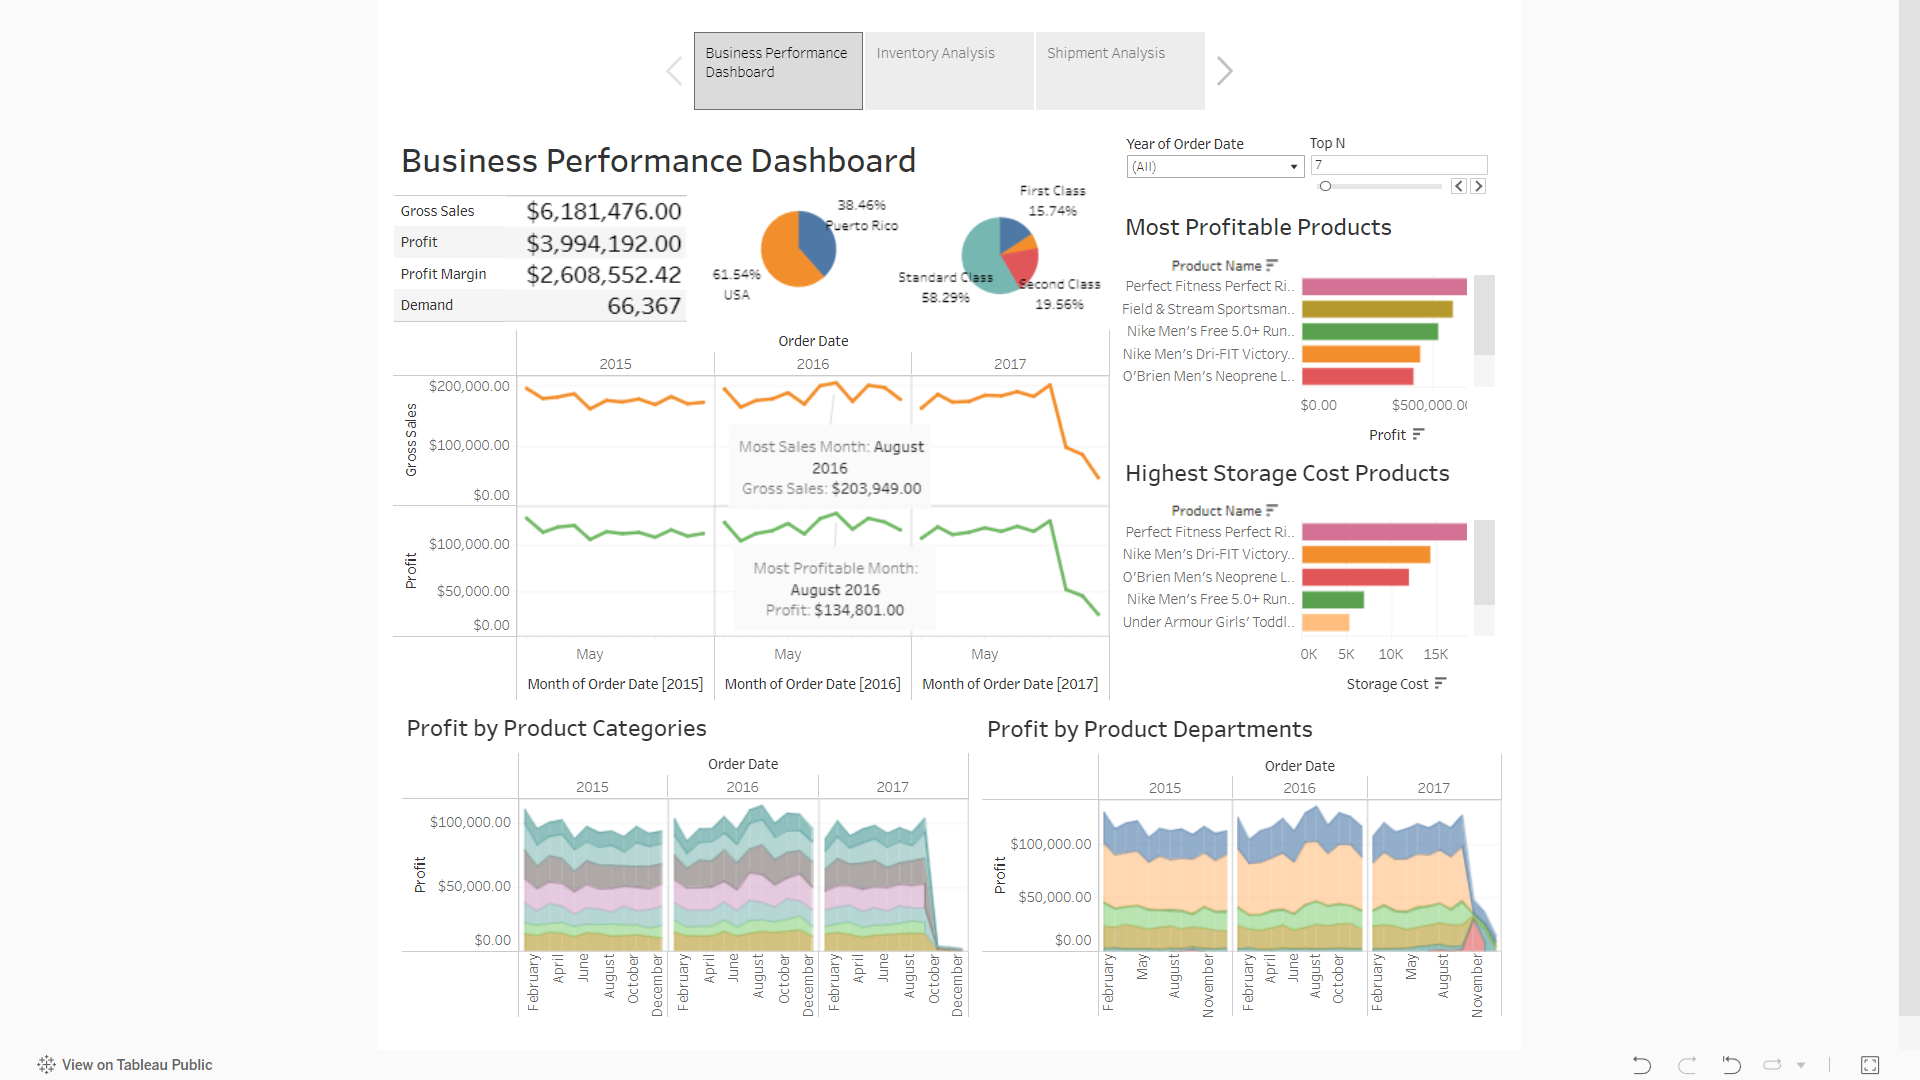 Business Performance
Dashboard
Inventory Analysis
Shipment Analysis
Business Performance Dashboard
Year of Order Date
(All)
Top N
7
Gross Sales $6,181,476.00
Profit $3,994,192.00
Profit Margin $2,608,552.42
Demand 66,367
38.46%
Puerto Rico
61.54%
USA
First Class
15.74%
Standard Class
58.29%
Second Class
19.56%
Most Profitable Products
Product Name
Perfect Fitness Perfect Ri..
Field & Stream Sportsman..
Nike Men's Free 5.0+ Run..
Nike Men's Dri-FIT Victory..
O'Brien Men's Neoprene L..
$0.00 $500,000.0
Profit
Order Date
2015 2016 2017
Gross Sales
$200,000.00
$100,000.00
$0.00
Most Sales Month: August
2016
Gross Sales: $203,949.00
Profit
$100,000.00
$50,000.00
$0.00
Most Profitable Month:
August 2016
Profit: $134,801.00
May May May
Month of Order Date [2015] Month of Order Date [2016] Month of Order Date [2017]
Highest Storage Cost Products
Product Name
Perfect Fitness Perfect Ri..
Nike Men's Dri-FIT Victory..
O'Brien Men's Neoprene L..
Nike Men's Free 5.0+ Run..
Under Armour Girls' Toddl..
0K 5K 10K 15K
Storage Cost
Profit by Product Categories
Order Date
2015 2016 2017
Profit
$100,000.00
$50,000.00
$0.00
February April June August October December February April June August October December February April June August October December
Profit by Product Departments
Order Date
2015 2016 2017
Profit
$100,000.00
$50,000.00
$0.00
February May August November February April June August October February May August November
View on Tableau Public